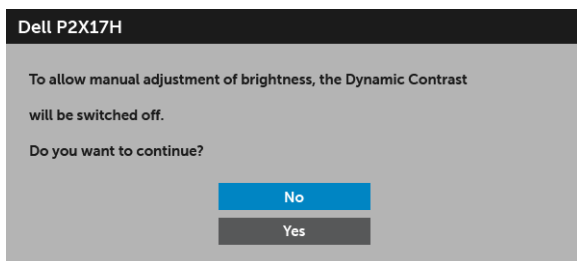 Dell P2X17H
To allow manual adjustment of brightness, the Dynamic Contrast
will be switched off.
Do you want to continue?
No
Yes